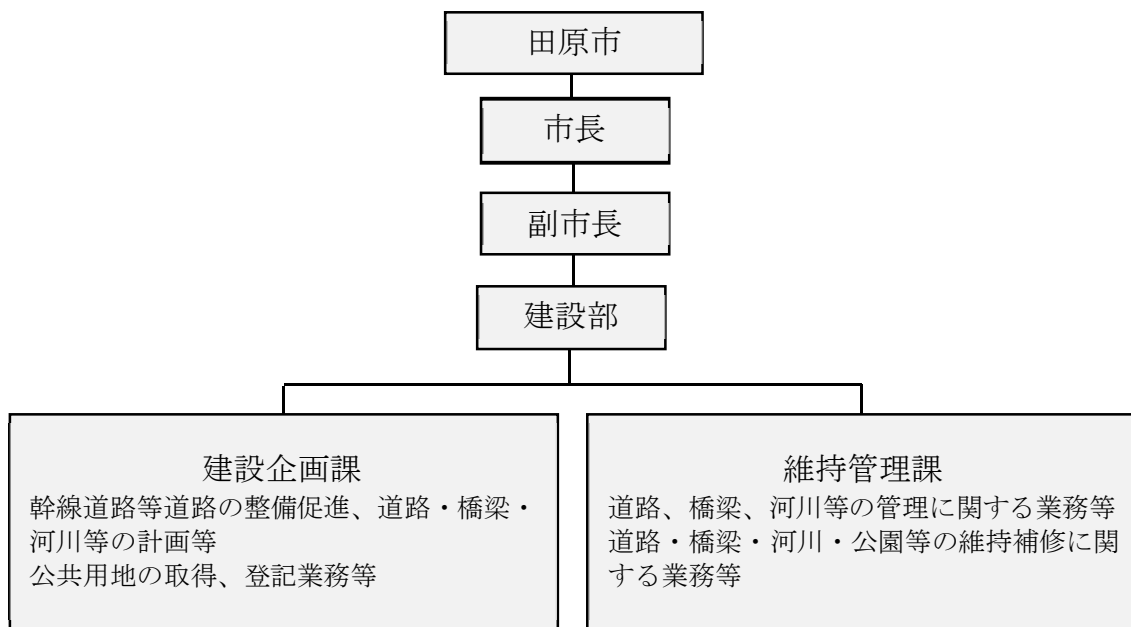 田原市
市長
副市長
建設部
建設企画課
幹線道路等道路の整備促進、道路・橋梁・
河川等の計画等
公共用地の取得、登記業務等
維持管理課
道路、橋梁、河川等の管理に関する業務等
道路・橋梁・河川・公園等の維持補修に関
する業務等